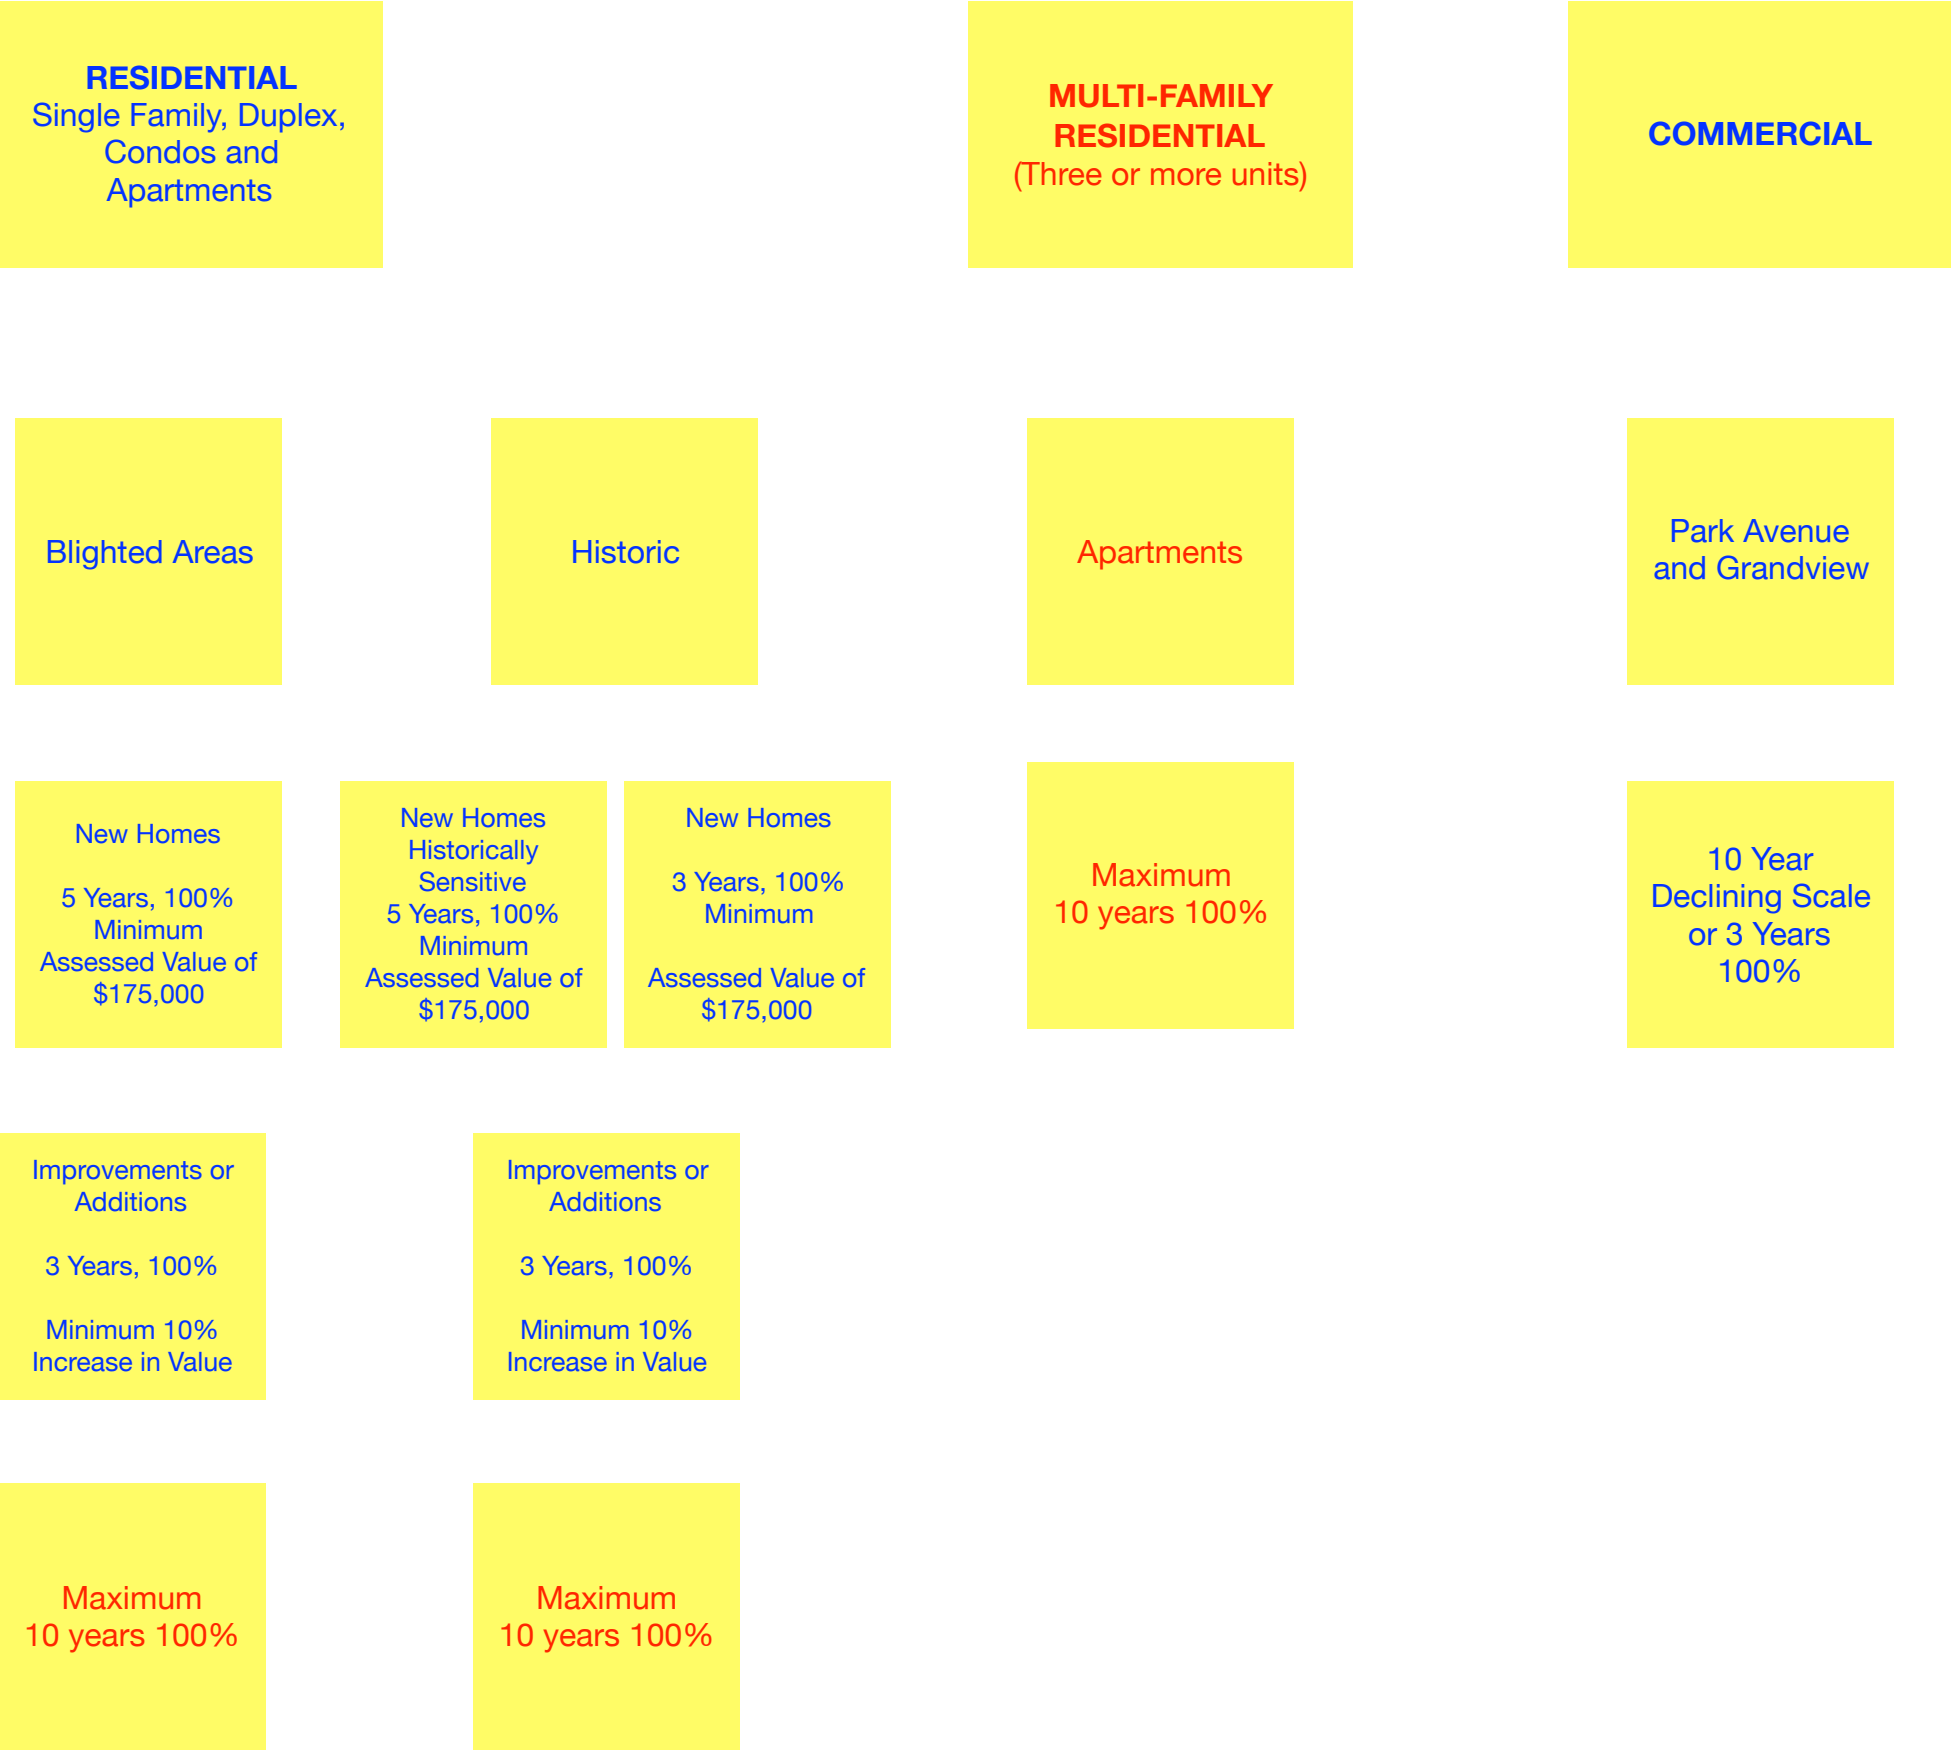 RESIDENTIAL
Single Family, Duplex,
Condos and
Apartments
MULTI-FAMILY
RESIDENTIAL
(Three or more units)
COMMERCIAL
Blighted Areas
Historic
Apartments
Park Avenue
and Grandview
New Homes
5 Years, 100%
Minimum
Assessed Value of
$175,000
New Homes
Historically
Sensitive
5 Years, 100%
Minimum
Assessed Value of
$175,000
New Homes
3 Years, 100%
Minimum
Assessed Value of
$175,000
Maximum
10 years 100%
10 Year
Declining Scale
or 3 Years
100%
Improvements or
Additions
3 Years, 100%
Minimum 10%
Increase in Value
Improvements or
Additions
3 Years, 100%
Minimum 10%
Increase in Value
Maximum
10 years 100%
Maximum
10 years 100%